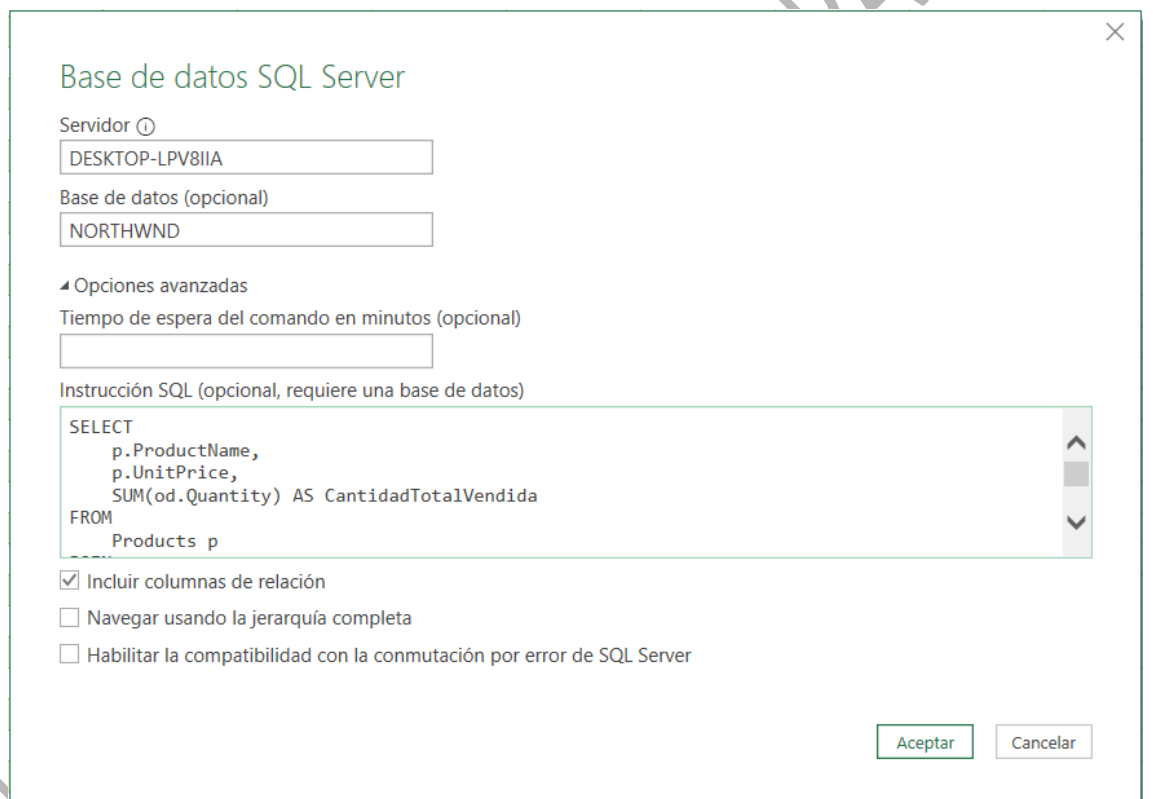 Base de datos SQL Server
Servidor
DESKTOP-LPV8IIA
Base de datos (opcional)
NORTHWND
Opciones avanzadas
Tiempo de espera del comando en minutos (opcional)
Instrucción SQL (opcional, requiere una base de datos)
SELECT
    p.ProductName,
    p.UnitPrice,
    SUM(od.Quantity) AS CantidadTotalVendida
FROM
    Products p
Incluir columnas de relación
Navegar usando la jerarquía completa
Habilitar la compatibilidad con la conmutación por error de SQL Server
Aceptar Cancelar